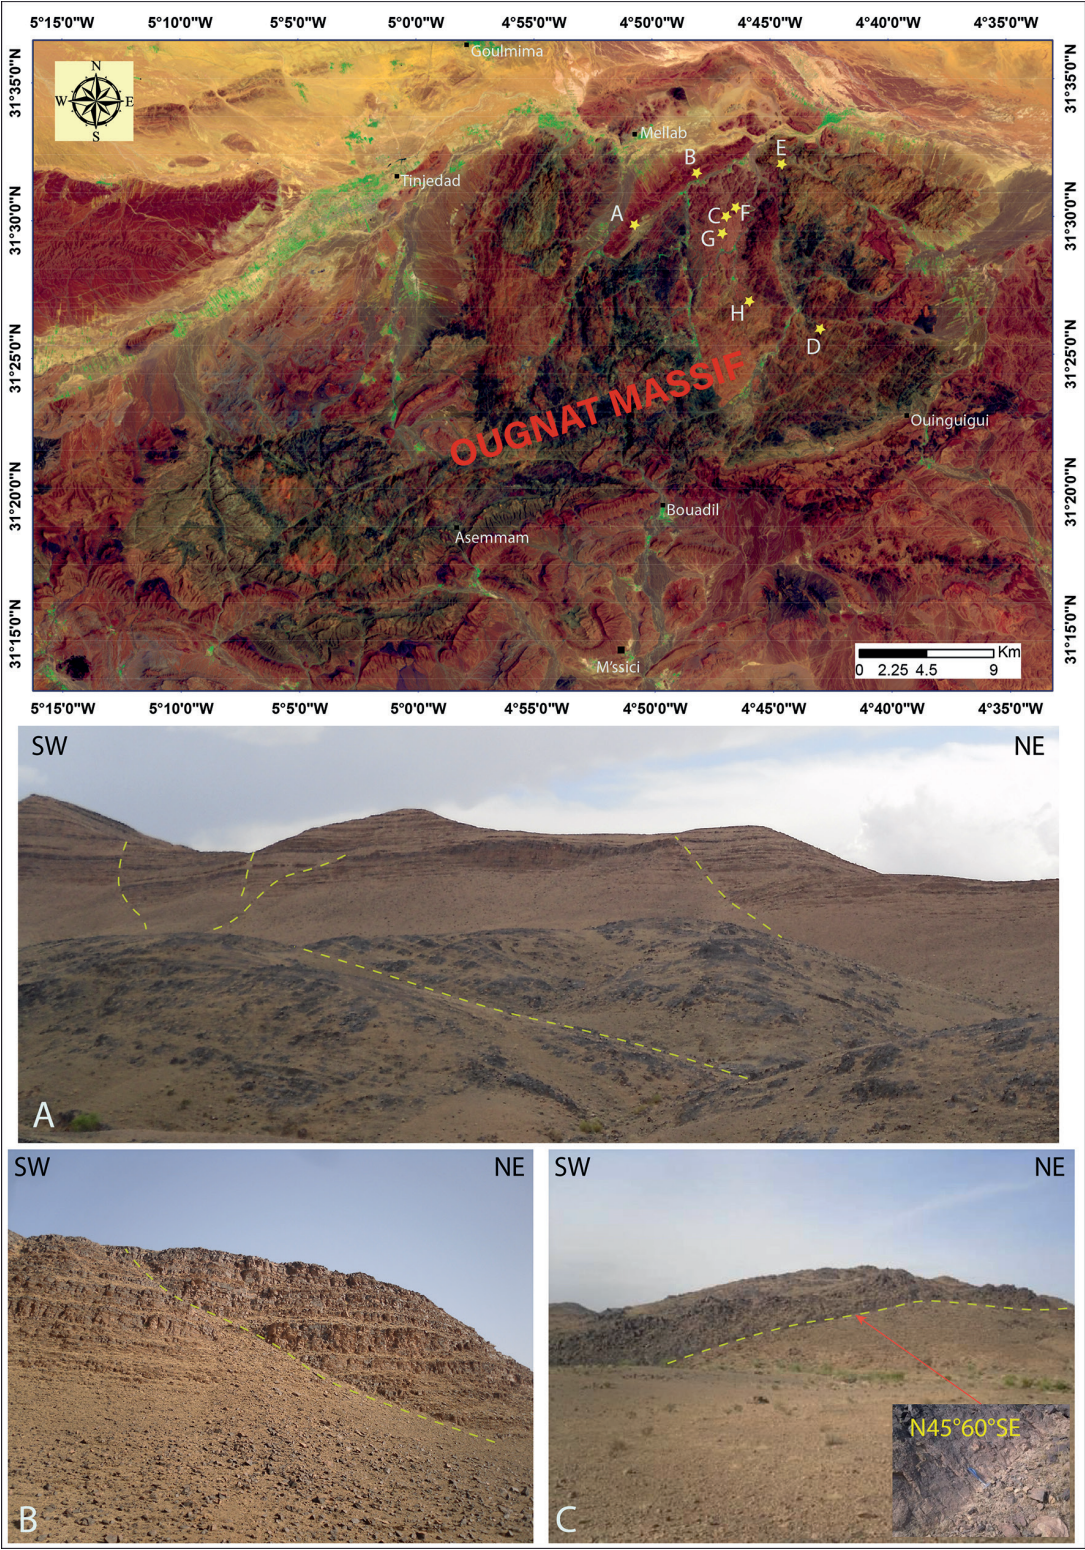 5°15'0"W 5°10'0"W 5°5'0"W 5°00'0"W 4°55'0"W 4°50'0"W 4°45'0"W 4°40'0"W 4°35'0"W
31°35'0"N
31°30'0"N
31°25'0"N
31°20'0"N
31°15'0"N
N
W E
S
Goulmima
Mellab
Tinjedad
B
E
A
C F
G
H
D
OUGNAT MASSIF
Ouinguigui
Bouadil
Asemmam
M'ssici
Km
0 2.25 4.5 9
31°35'0"N
31°30'0"N
31°25'0"N
31°20'0"N
31°15'0"N
5°15'0"W 5°10'0"W 5°5'0"W 5°00'0"W 4°55'0"W 4°50'0"W 4°45'0"W 4°40'0"W 4°35'0"W
SW NE
A
SW NE
B
SW NE
N45°60°SE
C